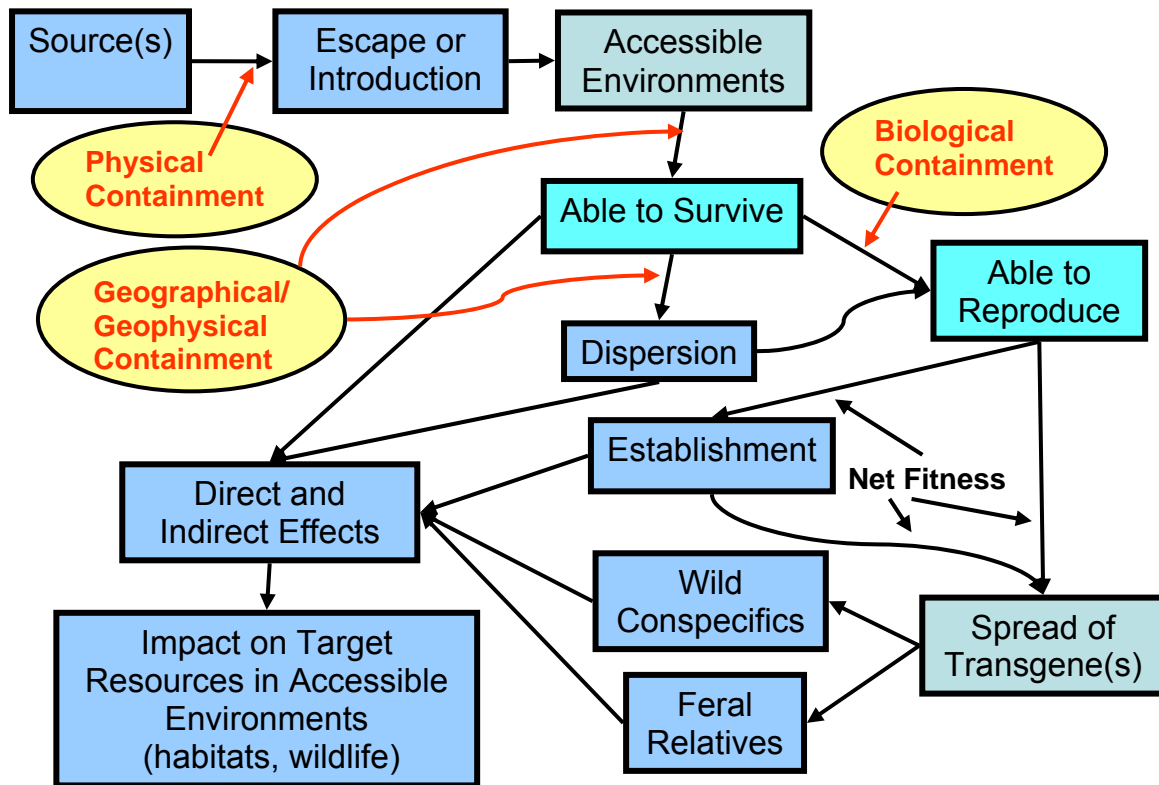 Source(s)
Escape or
Introduction
Accessible
Environments
Physical
Containment
Biological
Containment
Able to Survive
Geographical/
Geophysical
Containment
Able to
Reproduce
Dispersion
Establishment
Net Fitness
Direct and
Indirect Effects
Wild
Conspecifics
Spread of
Transgene(s)
Feral
Relatives
Impact on Target
Resources in Accessible
Environments
(habitats, wildlife)